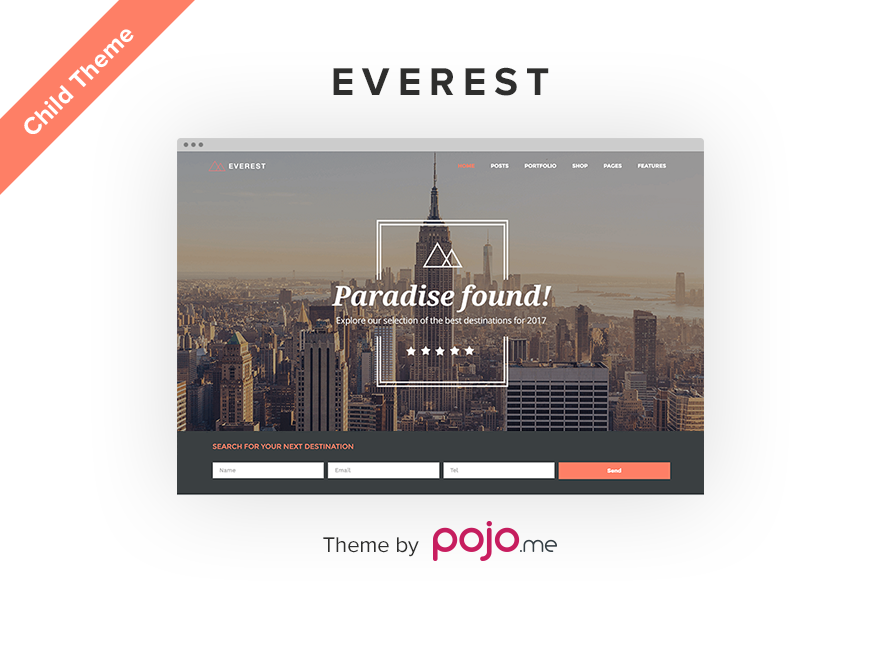 Child Theme
EVEREST
EVEREST
HOME POSTS PORTFOLIO SHOP PAGES FEATURES
Paradise found!
Explore our selection of the best destinations for 2017
SEARCH FOR YOUR NEXT DESTINATION
Name Email Tel Send
Theme by pojo.me